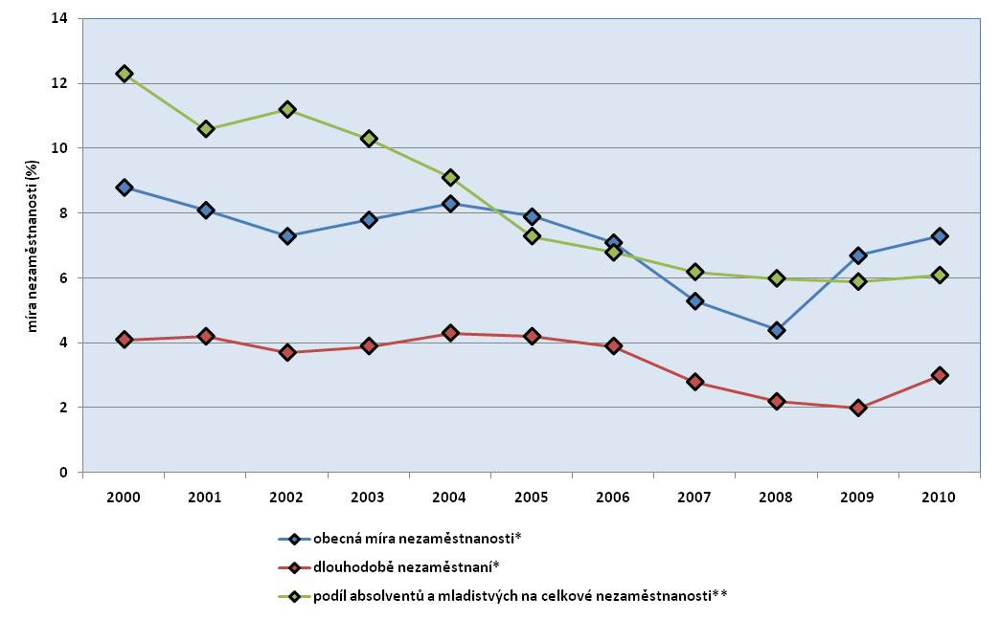 14
12
10
8
6
4
2
0
míra nezaměstnanosti (%)
2000 2001 2002 2003 2004 2005 2006 2007 2008 2009 2010
obecná míra nezaměstnanosti*
dlouhodobě nezaměstnaní*
podíl absolventů a mladistvých na celkové nezaměstnanosti**